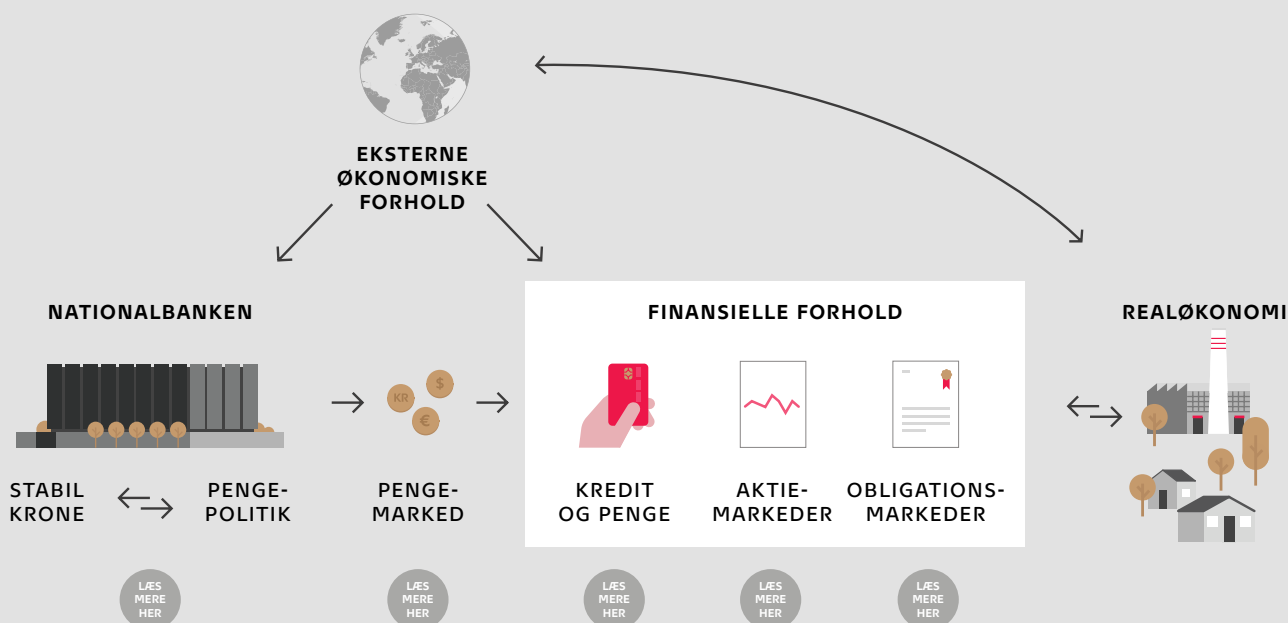 EKSTERNE
ØKONOMISKE
FORHOLD
NATIONALBANKEN
FINANSIELLE FORHOLD
REALØKONOMI
KR
$
€
STABIL
KRONE
PENGE-
POLITIK
PENGE-
MARKED
KREDIT
OG PENGE
AKTIE-
MARKEDER
OBLIGATIONS-
MARKEDER
LÆS
MERE
HER
LÆS
MERE
HER
LÆS
MERE
HER
LÆS
MERE
HER
LÆS
MERE
HER